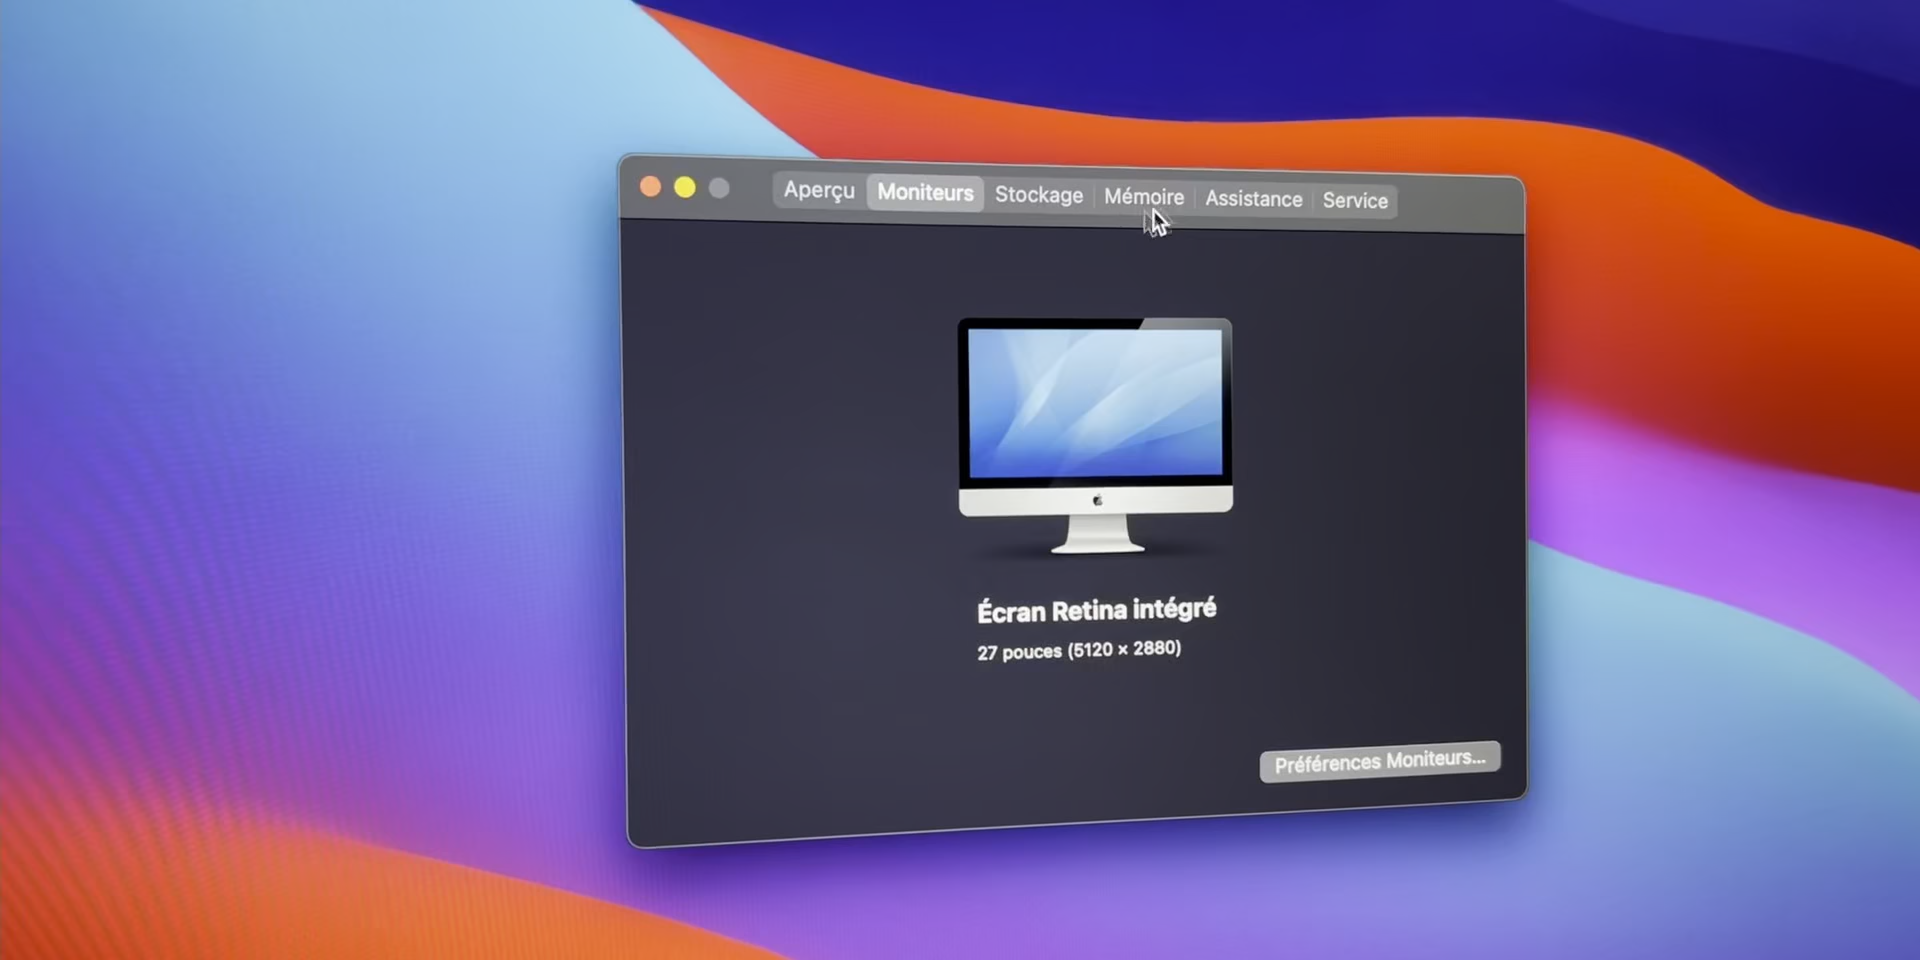 Aperçu Moniteurs Stockage Mémoire Assistance Service
Écran Retina intégré
27 pouces (5120 × 2880)
Préférences Moniteurs...